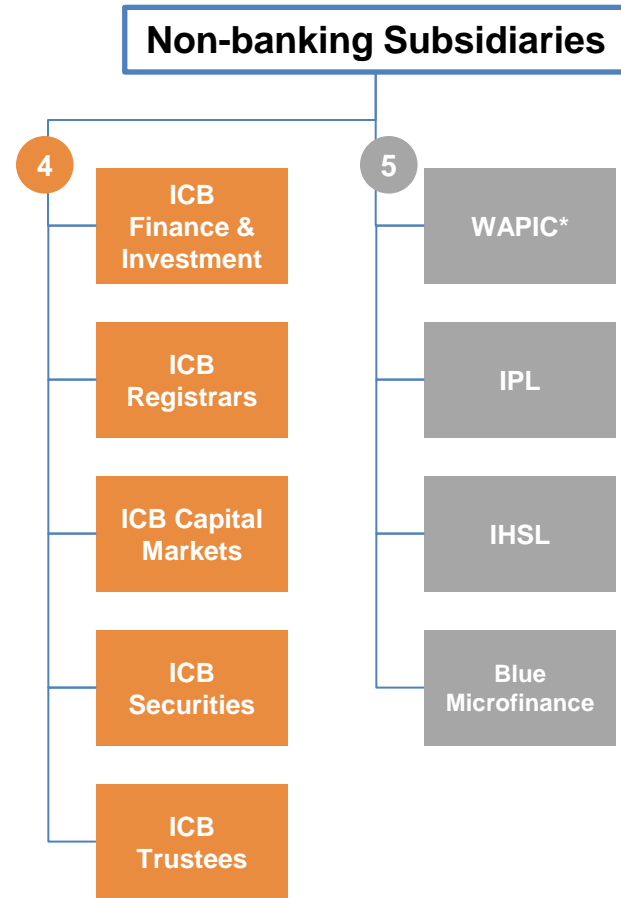 Non-banking Subsidiaries
4
ICB
Finance &
Investment
ICB
Registrars
ICB Capital
Markets
ICB
Securities
ICB
Trustees
5
WAPIC*
IPL
IHSL
Blue
Microfinance